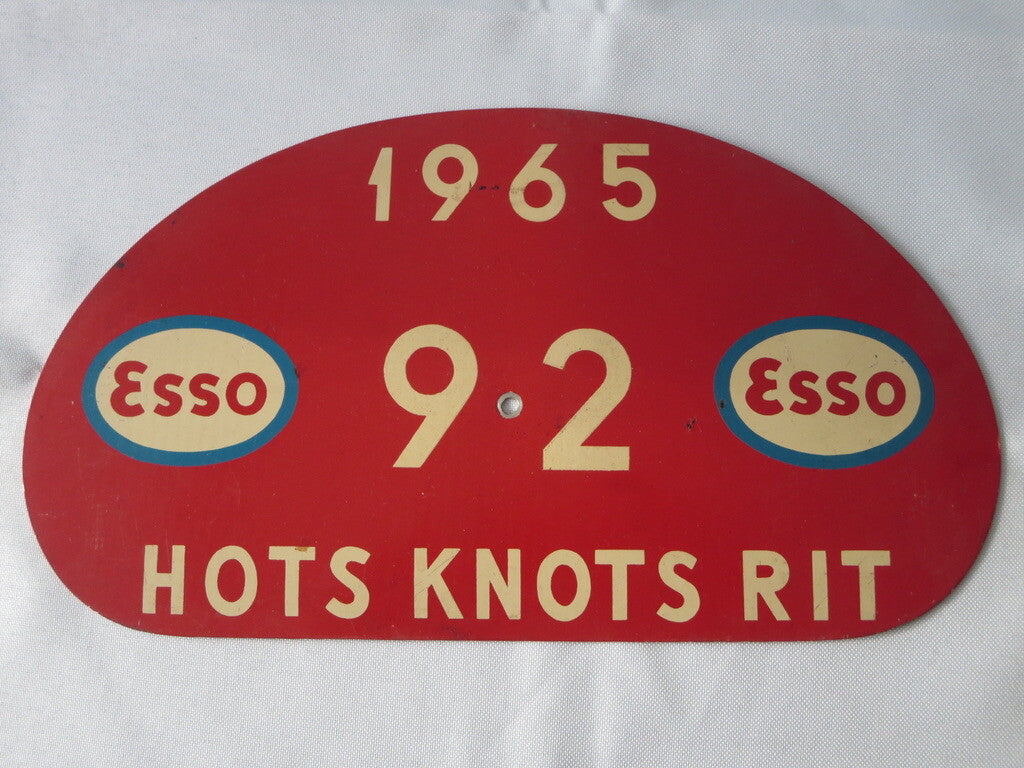 1965
Esso 92 Esso
HOTS KNOTS RIT